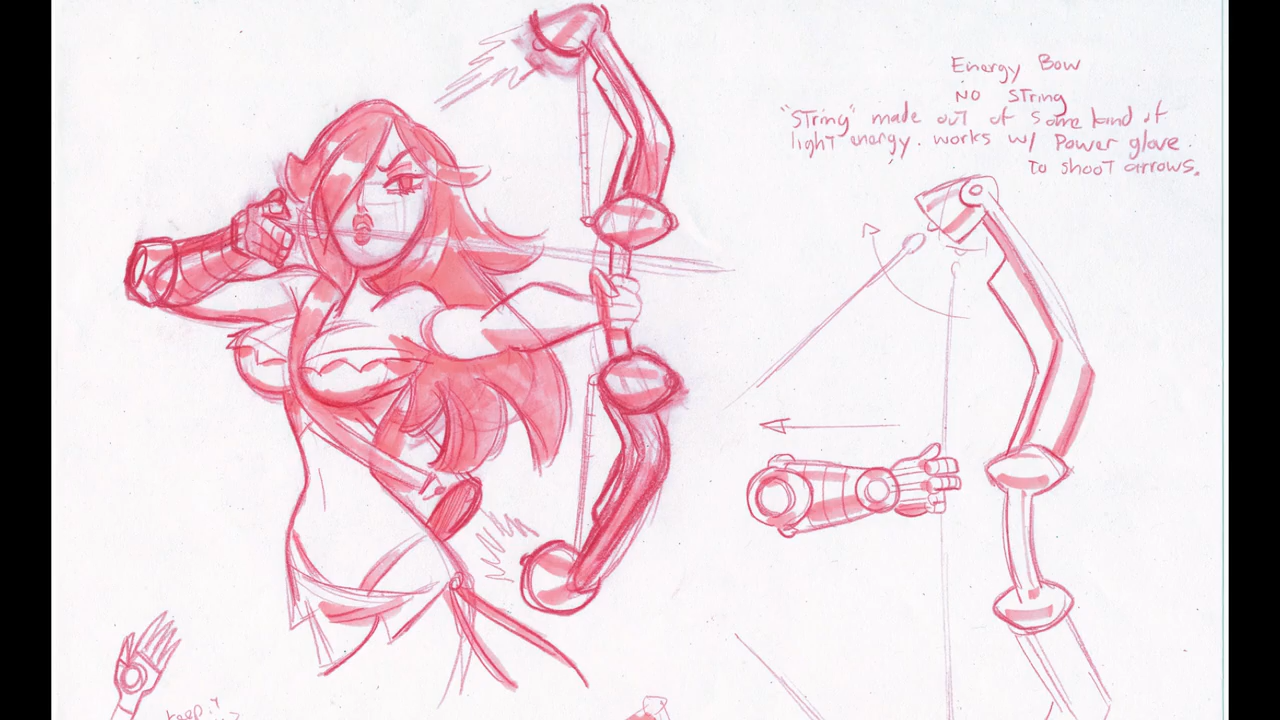 Energy Bow
NO STring
"STring" made out of some kind of
light energy. works w/ Power glove
to shoot arrows.
keep